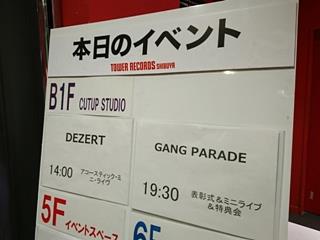 本日のイベント
TOWER RECORDS SHIBUYA
B1F CUTUP STUDIO
DEZERT
14:00 アコースティック・ミ
ニ・ライヴ
GANG PARADE
19:30 表彰式&ミニライブ
&特典会
5F イベントスペース
6F